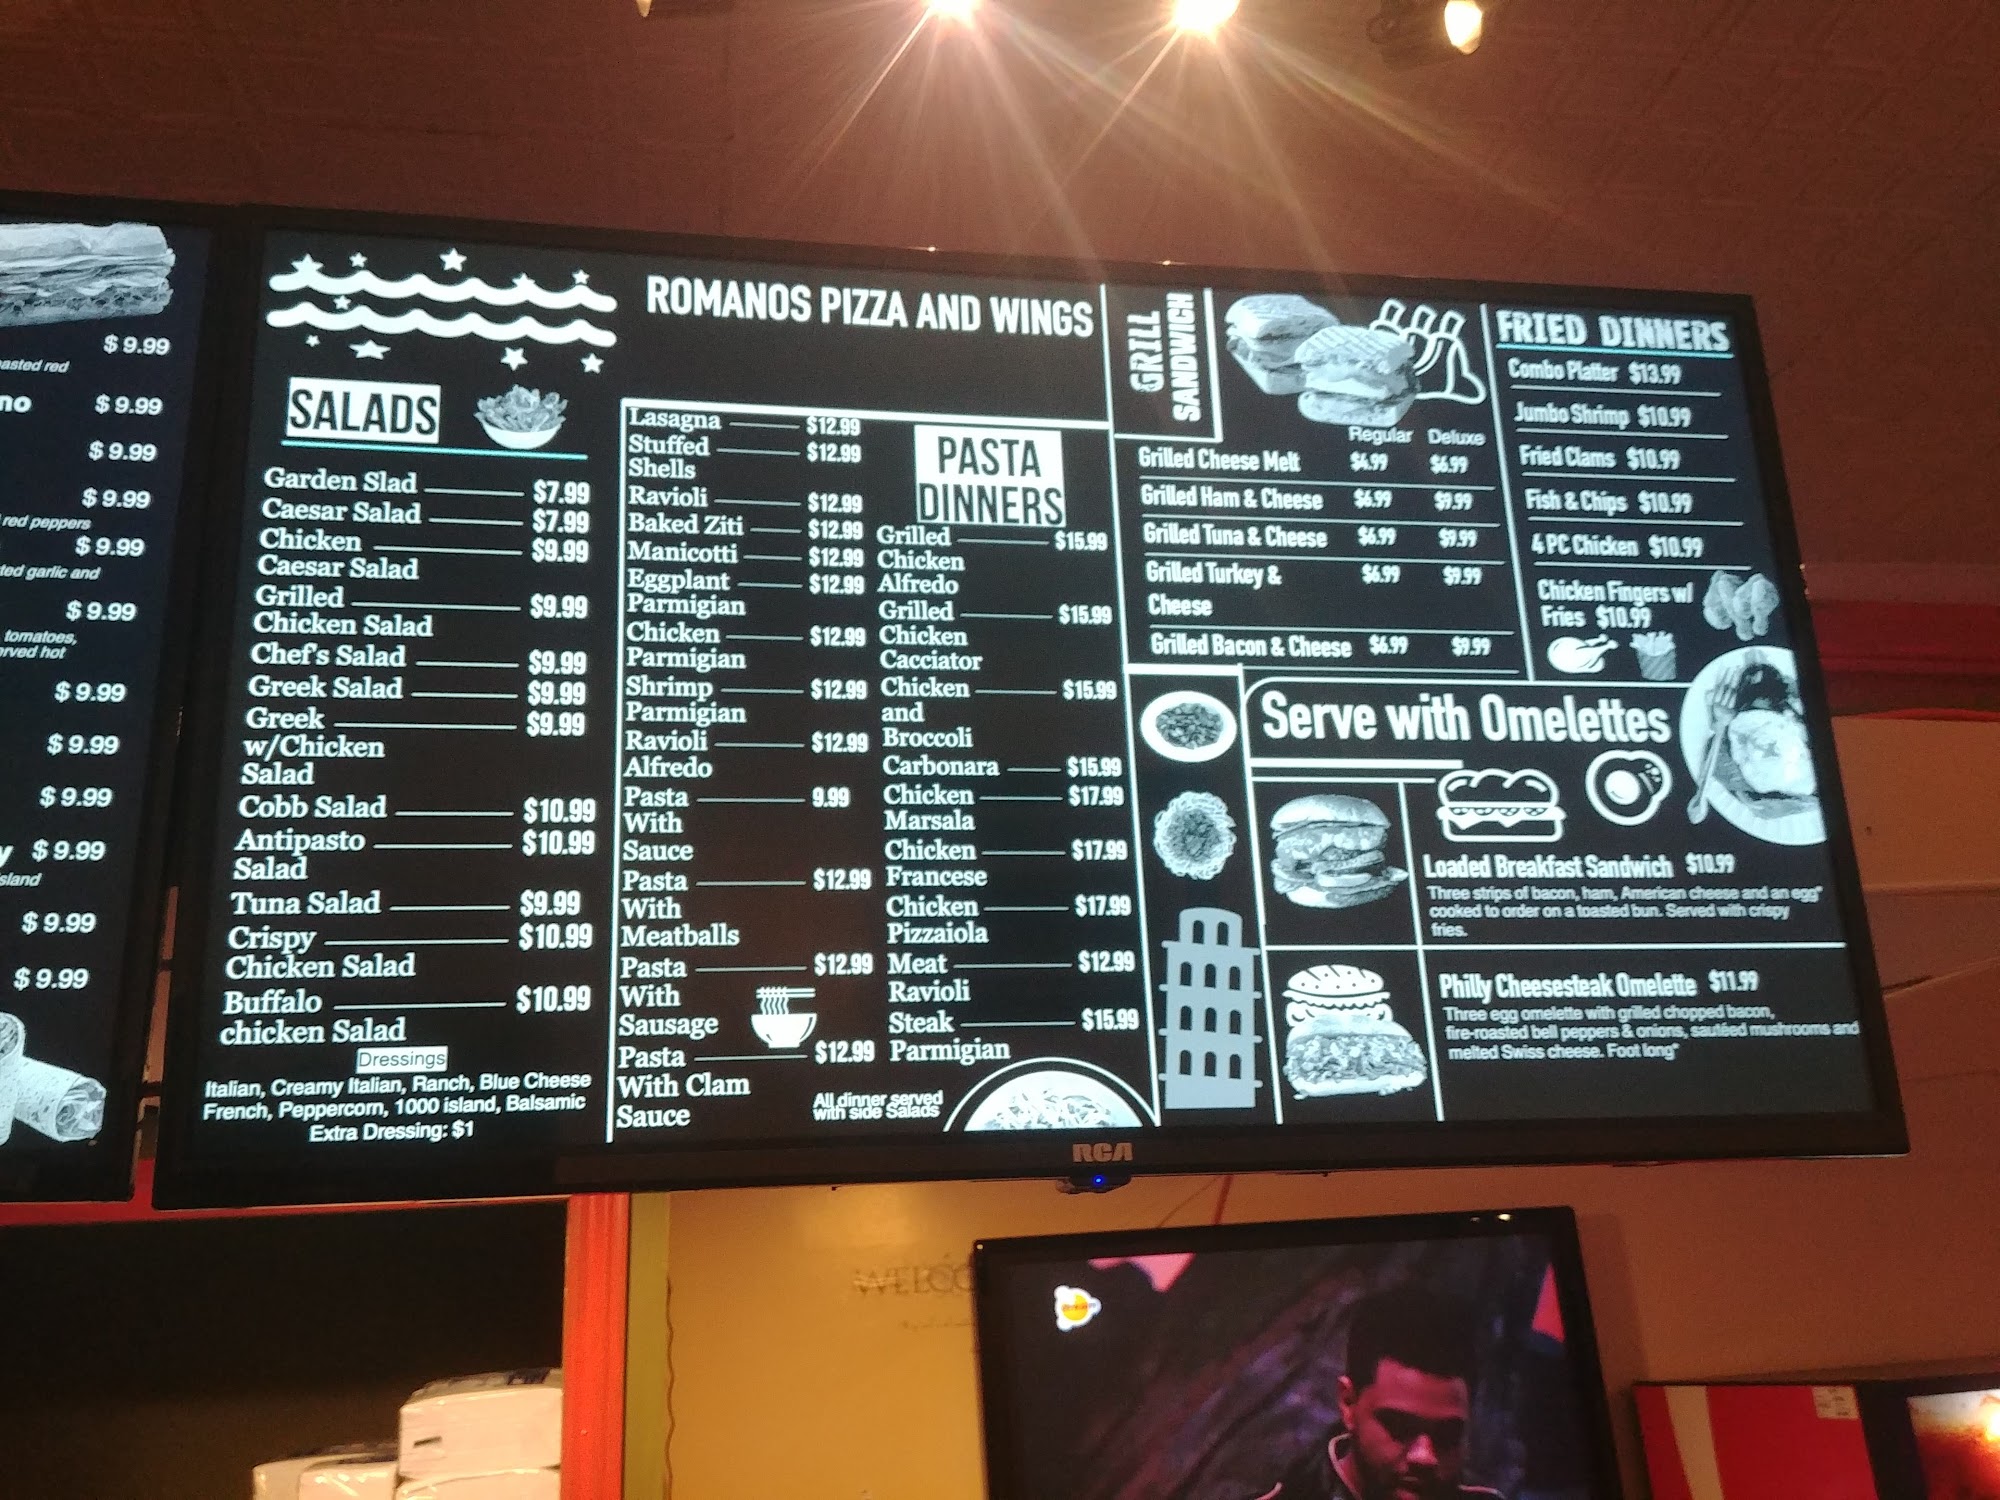 $ 9.99
asted red
no $ 9.99
$ 9.99
$ 9.99
red peppers
$ 9.99
ted garlic and
$ 9.99
tomatoes,
rved hot
$ 9.99
$ 9.99
$ 9.99
y $ 9.99
sland
$ 9.99
$ 9.99
ROMANOS PIZZA AND WINGS
SALADS
Garden Slad $7.99
Caesar Salad $7.99
Chicken $9.99
Caesar Salad
Grilled $9.99
Chicken Salad
Chef's Salad $9.99
Greek Salad $9.99
Greek $9.99
w/Chicken
Salad
Cobb Salad $10.99
Antipasto $10.99
Salad
Tuna Salad $9.99
Crispy $10.99
Chicken Salad
Buffalo $10.99
chicken Salad
Dressings
Italian, Creamy Italian, Ranch, Blue Cheese
French, Peppercorn, 1000 island, Balsamic
Extra Dressing: $1
Lasagna $12.99
Stuffed $12.99
Shells
Ravioli $12.99
Baked Ziti $12.99
Manicotti $12.99
Eggplant $12.99
Parmigian
Chicken $12.99
Parmigian
Shrimp $12.99
Parmigian
Ravioli $12.99
Alfredo
Pasta 9.99
With
Sauce
Pasta $12.99
With
Meatballs
Pasta $12.99
With
Sausage
Pasta $12.99
With Clam
Sauce
PASTA
DINNERS
Grilled $15.99
Chicken
Alfredo
Grilled $15.99
Chicken
Cacciator
Chicken $15.99
and
Broccoli
Carbonara $15.99
Chicken $17.99
Marsala
Chicken $17.99
Francese
Chicken $17.99
Pizzaiola
Meat $12.99
Ravioli
Steak $15.99
Parmigian
All dinner served
with side Salads
GRILL
SANDWICH
Regular Deluxe
Grilled Cheese Melt $4.99 $6.99
Grilled Ham & Cheese $6.99 $9.99
Grilled Tuna & Cheese $6.99 $9.99
Grilled Turkey & $6.99 $9.99
Cheese
Grilled Bacon & Cheese $6.99 $9.99
FRIED DINNERS
Combo Platter $13.99
Jumbo Shrimp $10.99
Fried Clams $10.99
Fish & Chips $10.99
4 PC Chicken $10.99
Chicken Fingers w/
Fries $10.99
Serve with Omelettes
Loaded Breakfast Sandwich $10.99
Three strips of bacon, ham, American cheese and an egg*
cooked to order on a toasted bun. Served with crispy
fries.
Philly Cheesesteak Omelette $11.99
Three egg omelette with grilled chopped bacon,
fire-roasted bell peppers & onions, sautéed mushrooms and
melted Swiss cheese. Foot long*
RCA
WELCO